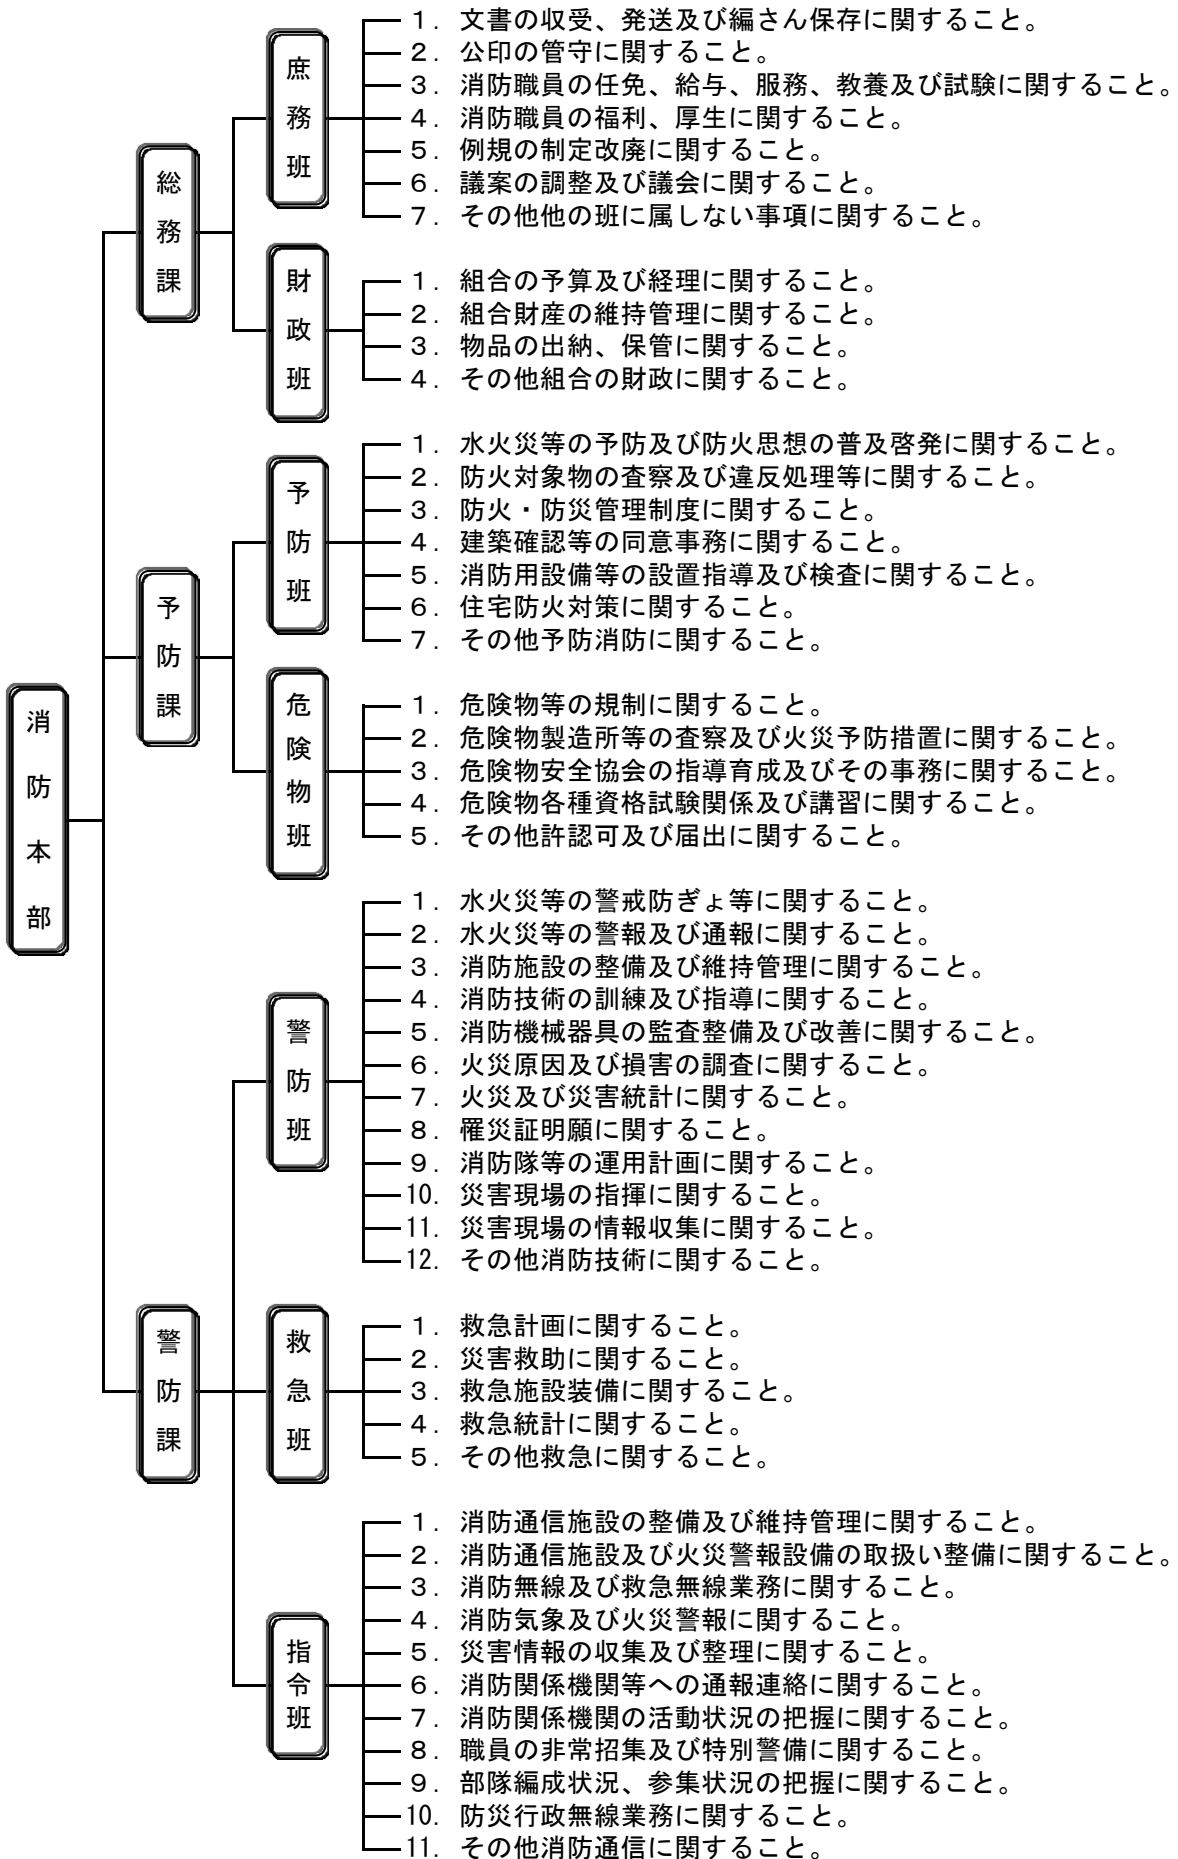 消防本部
総務課
庶務班
１．文書の収受、発送及び編さん保存に関すること。
２．公印の管守に関すること。
３．消防職員の任免、給与、服務、教養及び試験に関すること。
４．消防職員の福利、厚生に関すること。
５．例規の制定改廃に関すること。
６．議案の調整及び議会に関すること。
７．その他他の班に属しない事項に関すること。
財政班
１．組合の予算及び経理に関すること。
２．組合財産の維持管理に関すること。
３．物品の出納、保管に関すること。
４．その他組合の財政に関すること。
予防課
予防班
１．水火災等の予防及び防火思想の普及啓発に関すること。
２．防火対象物の査察及び違反処理等に関すること。
３．防火・防災管理制度に関すること。
４．建築確認等の同意事務に関すること。
５．消防用設備等の設置指導及び検査に関すること。
６．住宅防火対策に関すること。
７．その他予防消防に関すること。
危険物班
１．危険物等の規制に関すること。
２．危険物製造所等の査察及び火災予防措置に関すること。
３．危険物安全協会の指導育成及びその事務に関すること。
４．危険物各種資格試験関係及び講習に関すること。
５．その他許認可及び届出に関すること。
警防課
警防班
１．水火災等の警戒防ぎょ等に関すること。
２．水火災等の警報及び通報に関すること。
３．消防施設の整備及び維持管理に関すること。
４．消防技術の訓練及び指導に関すること。
５．消防機械器具の監査整備及び改善に関すること。
６．火災原因及び損害の調査に関すること。
７．火災及び災害統計に関すること。
８．罹災証明願に関すること。
９．消防隊等の運用計画に関すること。
10．災害現場の指揮に関すること。
11．災害現場の情報収集に関すること。
12．その他消防技術に関すること。
救急班
１．救急計画に関すること。
２．災害救助に関すること。
３．救急施設装備に関すること。
４．救急統計に関すること。
５．その他救急に関すること。
指令班
１．消防通信施設の整備及び維持管理に関すること。
２．消防通信施設及び火災警報設備の取扱い整備に関すること。
３．消防無線及び救急無線業務に関すること。
４．消防気象及び火災警報に関すること。
５．災害情報の収集及び整理に関すること。
６．消防関係機関等への通報連絡に関すること。
７．消防関係機関の活動状況の把握に関すること。
８．職員の非常招集及び特別警備に関すること。
９．部隊編成状況、参集状況の把握に関すること。
10．防災行政無線業務に関すること。
11．その他消防通信に関すること。